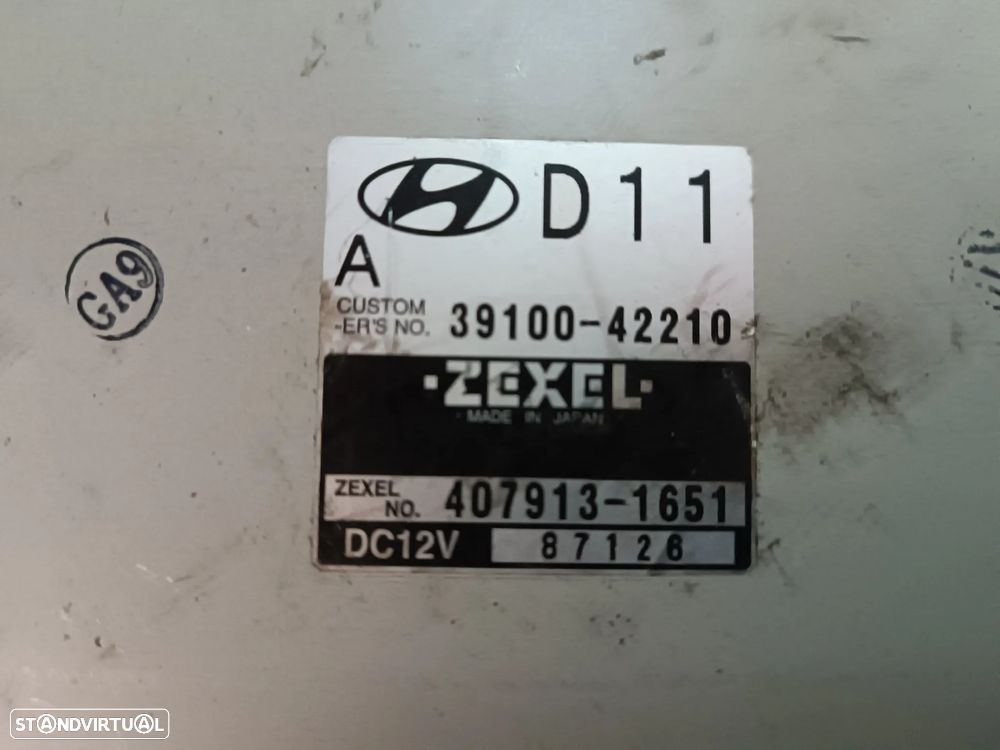 D11
A
CUSTOM
-ER'S NO. 39100-42210
·ZEXEL·
MADE IN JAPAN
ZEXEL
NO. 407913-1651
DC12V 87126
GA9
STANDVIRTUAL